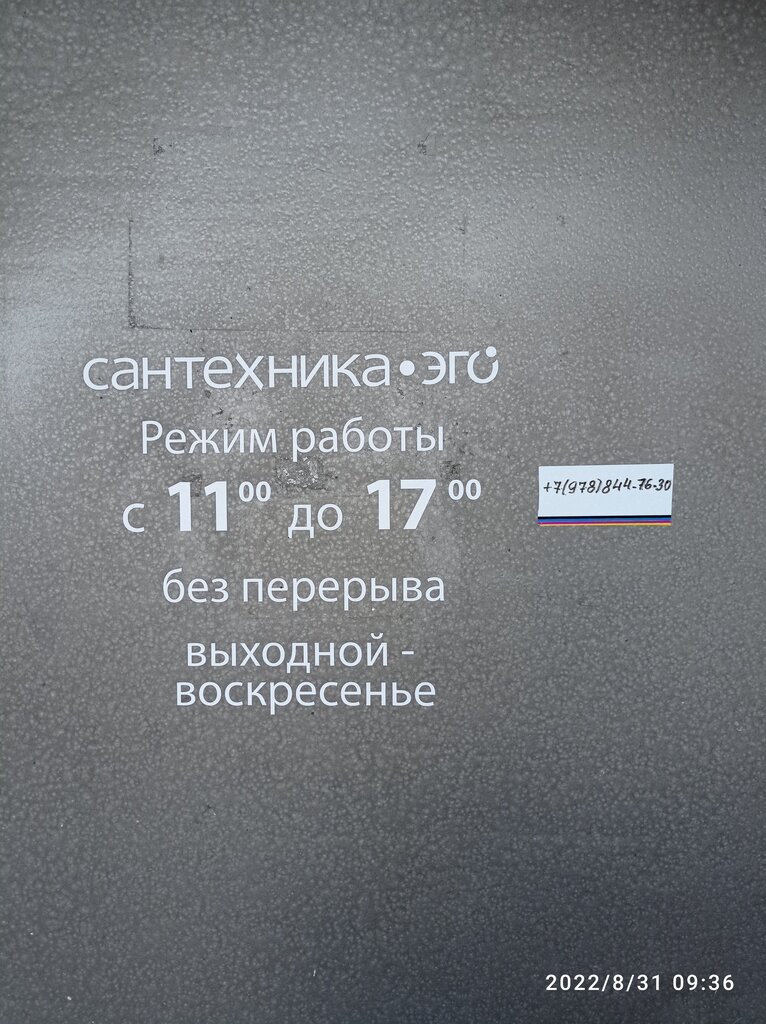 сантехника•эго
Режим работы
с 11⁰⁰ до 17⁰⁰
+7(978)844-76-30
без перерыва
выходной -
воскресенье
2022/8/31 09:36